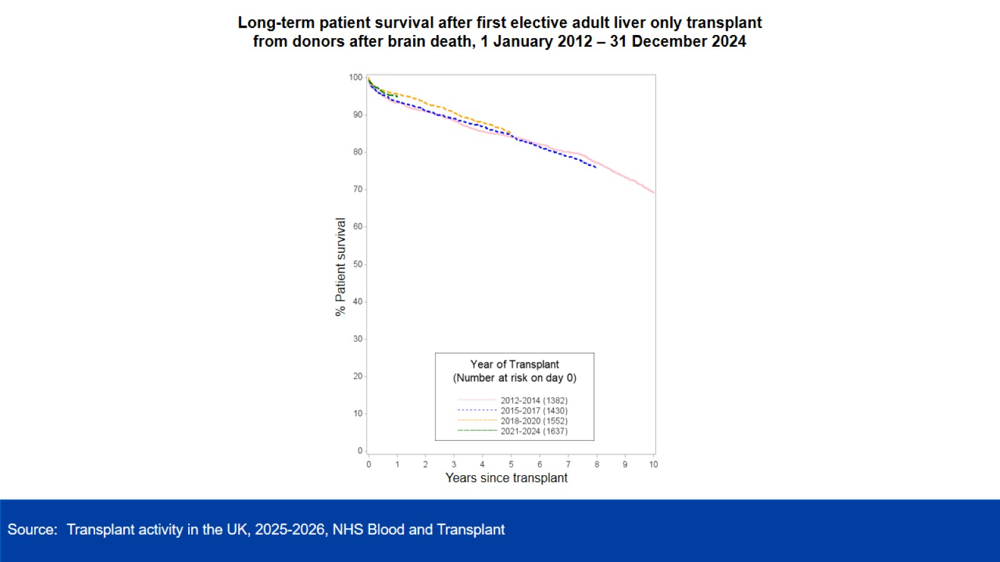 Long-term patient survival after first elective adult liver only transplant
from donors after brain death, 1 January 2012 – 31 December 2024
100
90
80
70
60
50
40
30
20
10
0
% Patient survival
Year of Transplant
(Number at risk on day 0)
2012-2014 (1382)
2015-2017 (1430)
2018-2020 (1552)
2021-2024 (1637)
0 1 2 3 4 5 6 7 8 9 10
Years since transplant
Source: Transplant activity in the UK, 2025-2026, NHS Blood and Transplant